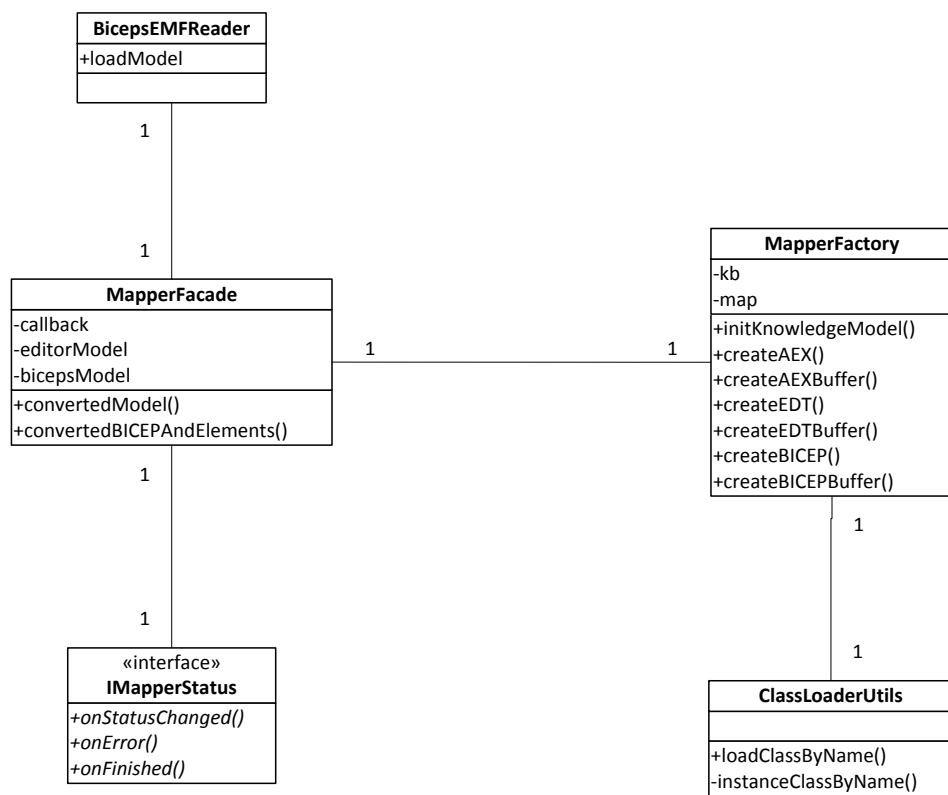 BicepsEMFReader
+loadModel
1
1
MapperFacade
-callback
-editorModel
-bicepsModel
+convertedModel()
+convertedBICEPAndElements()
1
1
MapperFactory
-kb
-map
+initKnowledgeModel()
+createAEX()
+createAEXBuffer()
+createEDT()
+createEDTBuffer()
+createBICEP()
+createBICEPBuffer()
1
1
«interface»
IMapperStatus
+onStatusChanged()
+onError()
+onFinished()
1
1
ClassLoaderUtils
+loadClassByName()
-instanceClassByName()